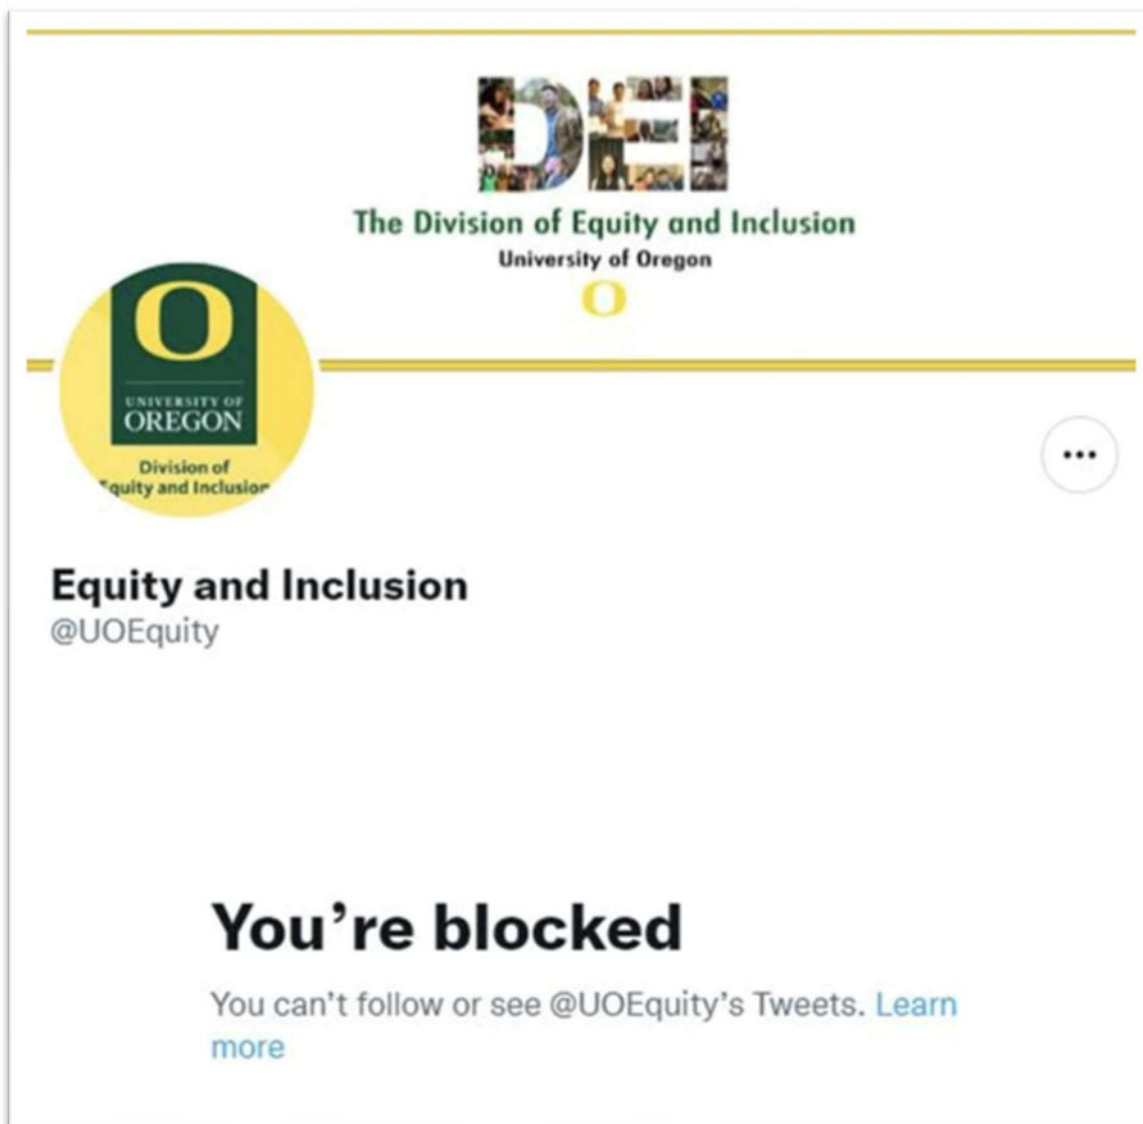 DEI
The Division of Equity and Inclusion
University of Oregon
O
O
UNIVERSITY OF
OREGON
Division of
Equity and Inclusion
Equity and Inclusion
@UOEquity
You’re blocked
You can’t follow or see @UOEquity’s Tweets. Learn
more